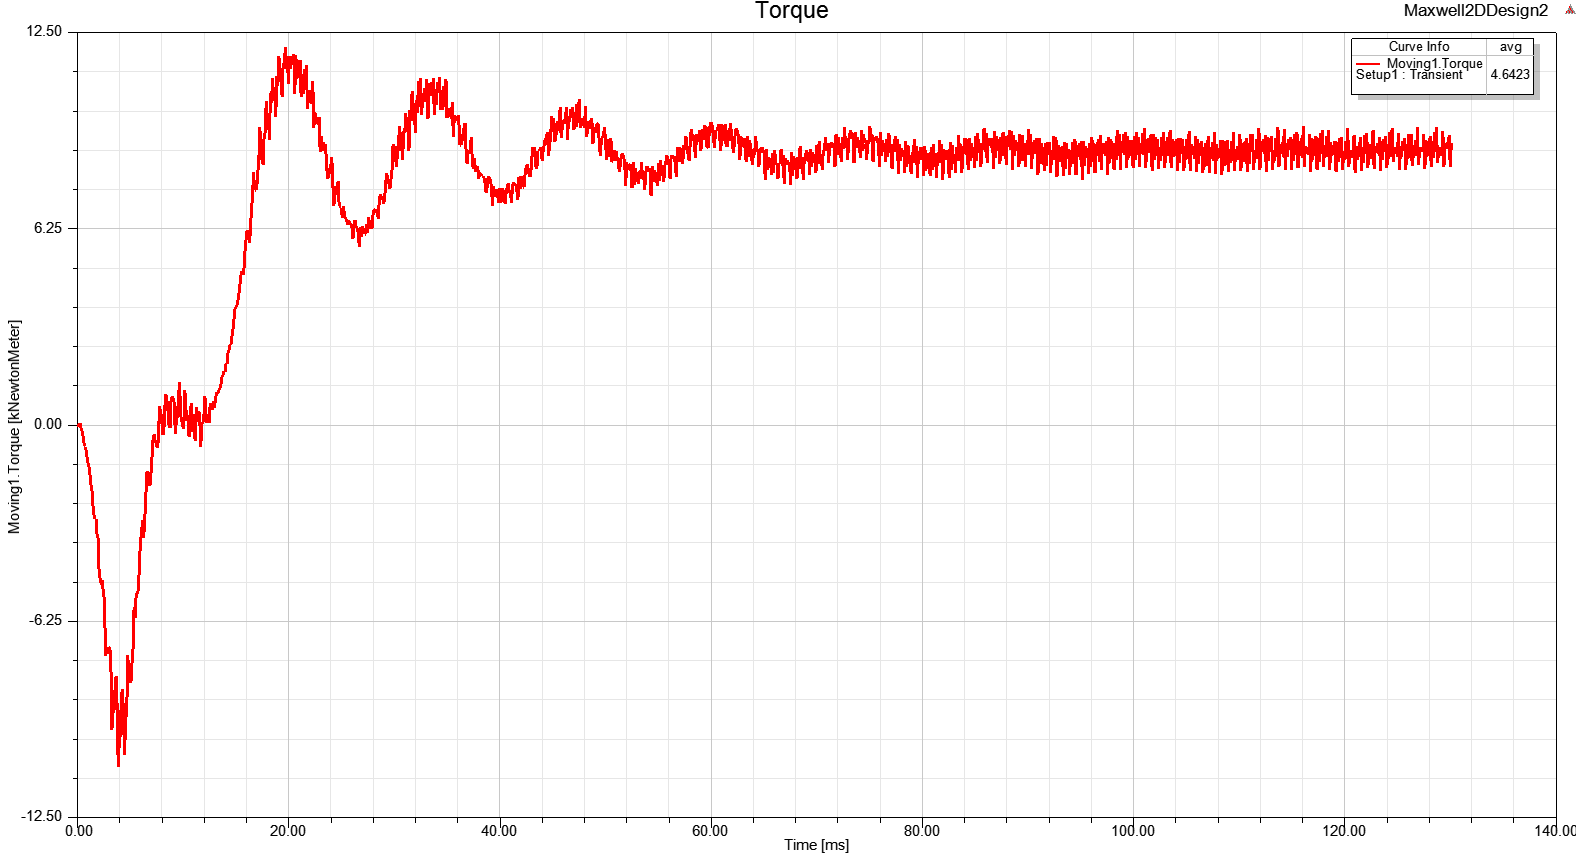 Torque
Maxwell2DDesign2
Curve Info avg
Moving1.Torque
Setup1 : Transient 4.6423
12.50
6.25
0.00
-6.25
-12.50
Moving1.Torque [kNewtonMeter]
0.00 20.00 40.00 60.00 80.00 100.00 120.00 140.00
Time [ms]